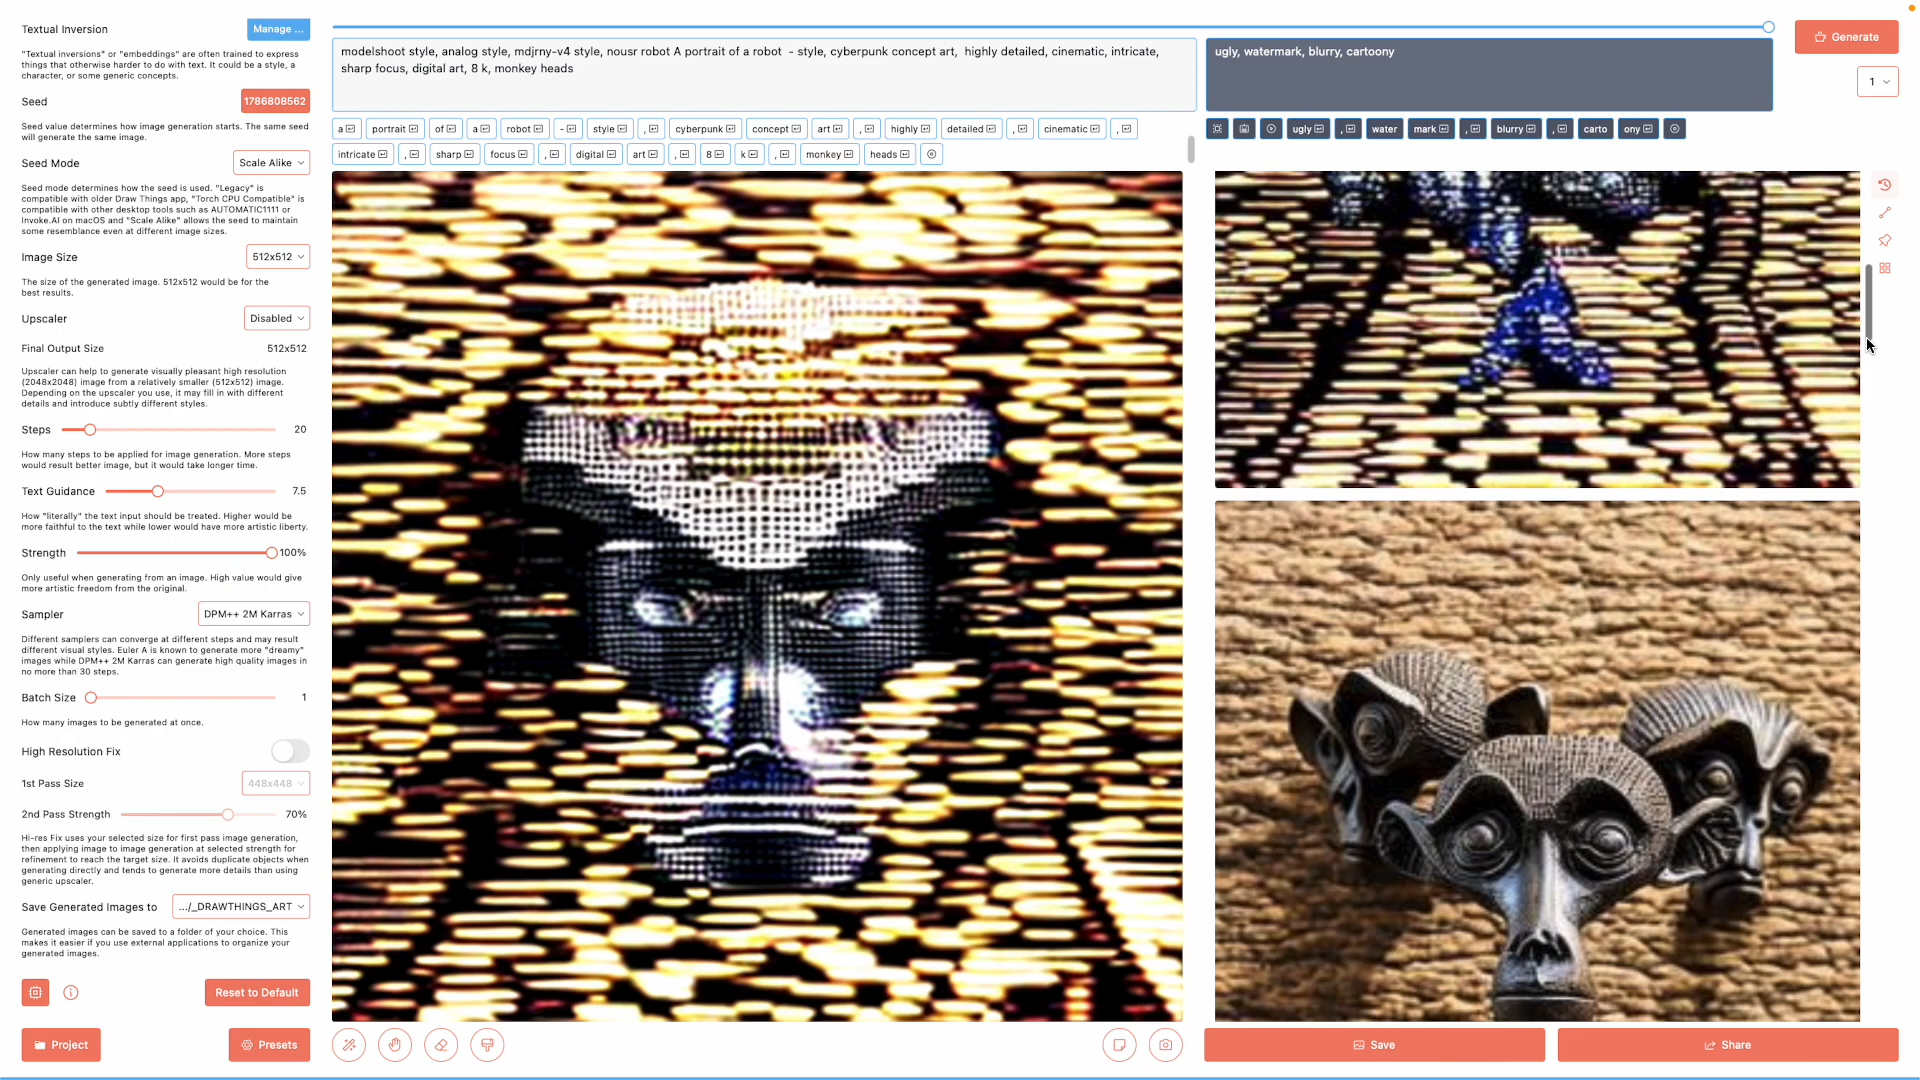 Textual Inversion
Manage ...
"Textual inversions" or "embeddings" are often trained to express
things that otherwise harder to do with text. It could be a style, a
character, or some generic concepts.
Seed
1786808562
Seed value determines how image generation starts. The same seed
will generate the same image.
Seed Mode
Scale Alike
Seed mode determines how the seed is used. "Legacy" is
compatible with older Draw Things app, "Torch CPU Compatible" is
compatible with other desktop tools such as AUTOMATIC1111 or
Invoke.AI on macOS and "Scale Alike" allows the seed to maintain
some resemblance even at different image sizes.
Image Size
512x512
The size of the generated image. 512x512 would be for the
best results.
Upscaler
Disabled
Final Output Size
512x512
Upscaler can help to generate visually pleasant high resolution
(2048x2048) image from a relatively smaller (512x512) image.
Depending on the upscaler you use, it may fill in with different
details and introduce subtly different styles.
Steps
20
How many steps to be applied for image generation. More steps
would result better image, but it would take longer time.
Text Guidance
7.5
How "literally" the text input should be treated. Higher would be
more faithful to the text while lower would have more artistic liberty.
Strength
100%
Only useful when generating from an image. High value would give
more artistic freedom from the original.
Sampler
DPM++ 2M Karras
Different samplers can converge at different steps and may result
different visual styles. Euler A is known to generate more "dreamy"
images while DPM++ 2M Karras can generate high quality images in
no more than 30 steps.
Batch Size
1
How many images to be generated at once.
High Resolution Fix
1st Pass Size
448x448
2nd Pass Strength
70%
Hi-res Fix uses your selected size for first pass image generation,
then applying image to image generation at selected strength for
refinement to reach the target size. It avoids duplicate objects when
generating directly and tends to generate more details than using
generic upscaler.
Save Generated Images to
.../_DRAWTHINGS_ART
Generated images can be saved to a folder of your choice. This
makes it easier if you use external applications to organize your
generated images.
Reset to Default
Project
Presets
modelshoot style, analog style, mdjrny-v4 style, nousr robot A portrait of a robot - style, cyberpunk concept art, highly detailed, cinematic, intricate,
sharp focus, digital art, 8 k, monkey heads
a portrait of a robot - style , cyberpunk concept art , highly detailed , cinematic ,
intricate , sharp focus , digital art , 8 k , monkey heads
ugly, watermark, blurry, cartoony
ugly , water mark , blurry , carto ony
Generate
1
Save
Share